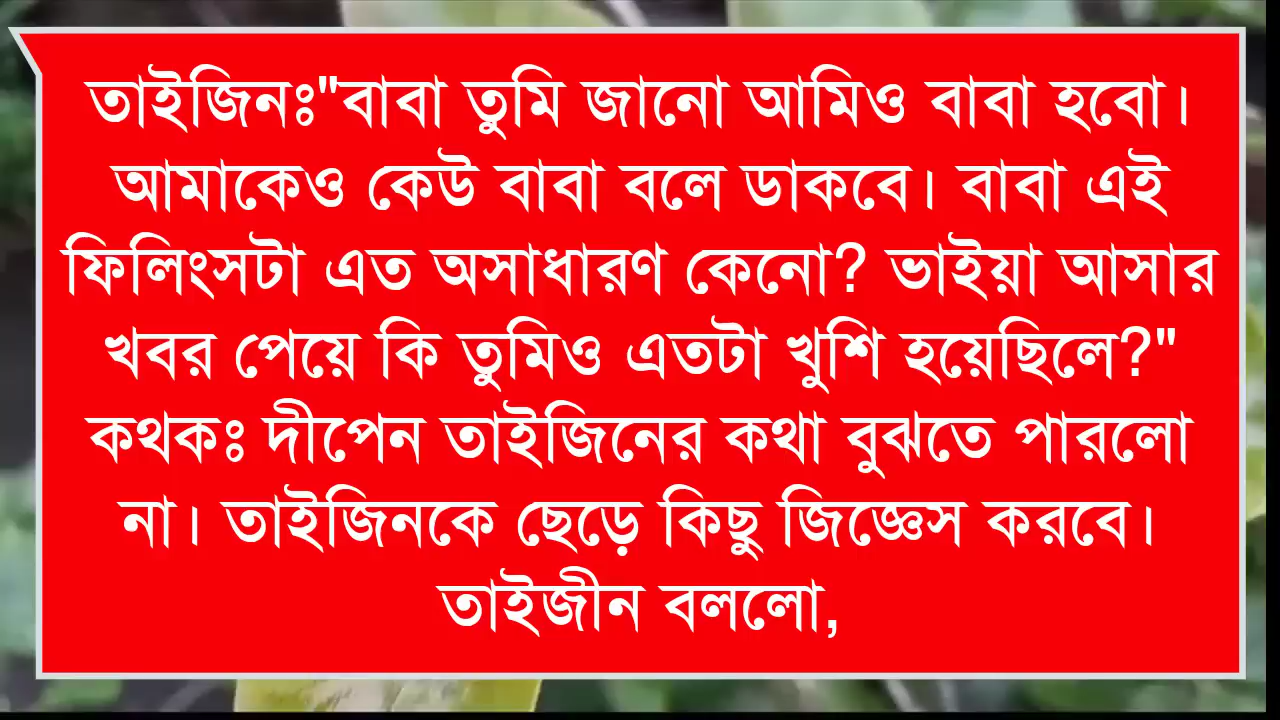 তাইজিনঃ"বাবা তুমি জানো আমিও বাবা হবো।
আমাকেও কেউ বাবা বলে ডাকবে। বাবা এই
ফিলিংসটা এত অসাধারণ কেনো? ভাইয়া আসার
খবর পেয়ে কি তুমিও এতটা খুশি হয়েছিলে?"
কথকঃ দীপেন তাইজিনের কথা বুঝতে পারলো
না। তাইজিনকে ছেড়ে কিছু জিজ্ঞেস করবে।
তাইজীন বললো,